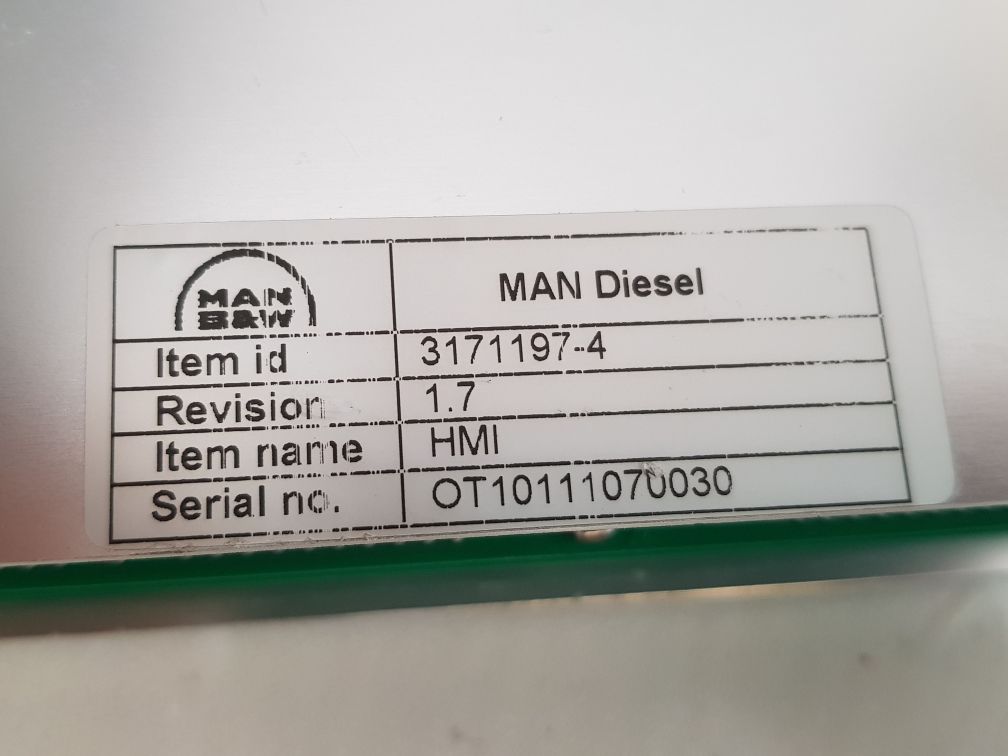 MAN
B&W
MAN Diesel
Item id 3171197-4
Revision 1.7
Item name HMI
Serial no. OT10111070030